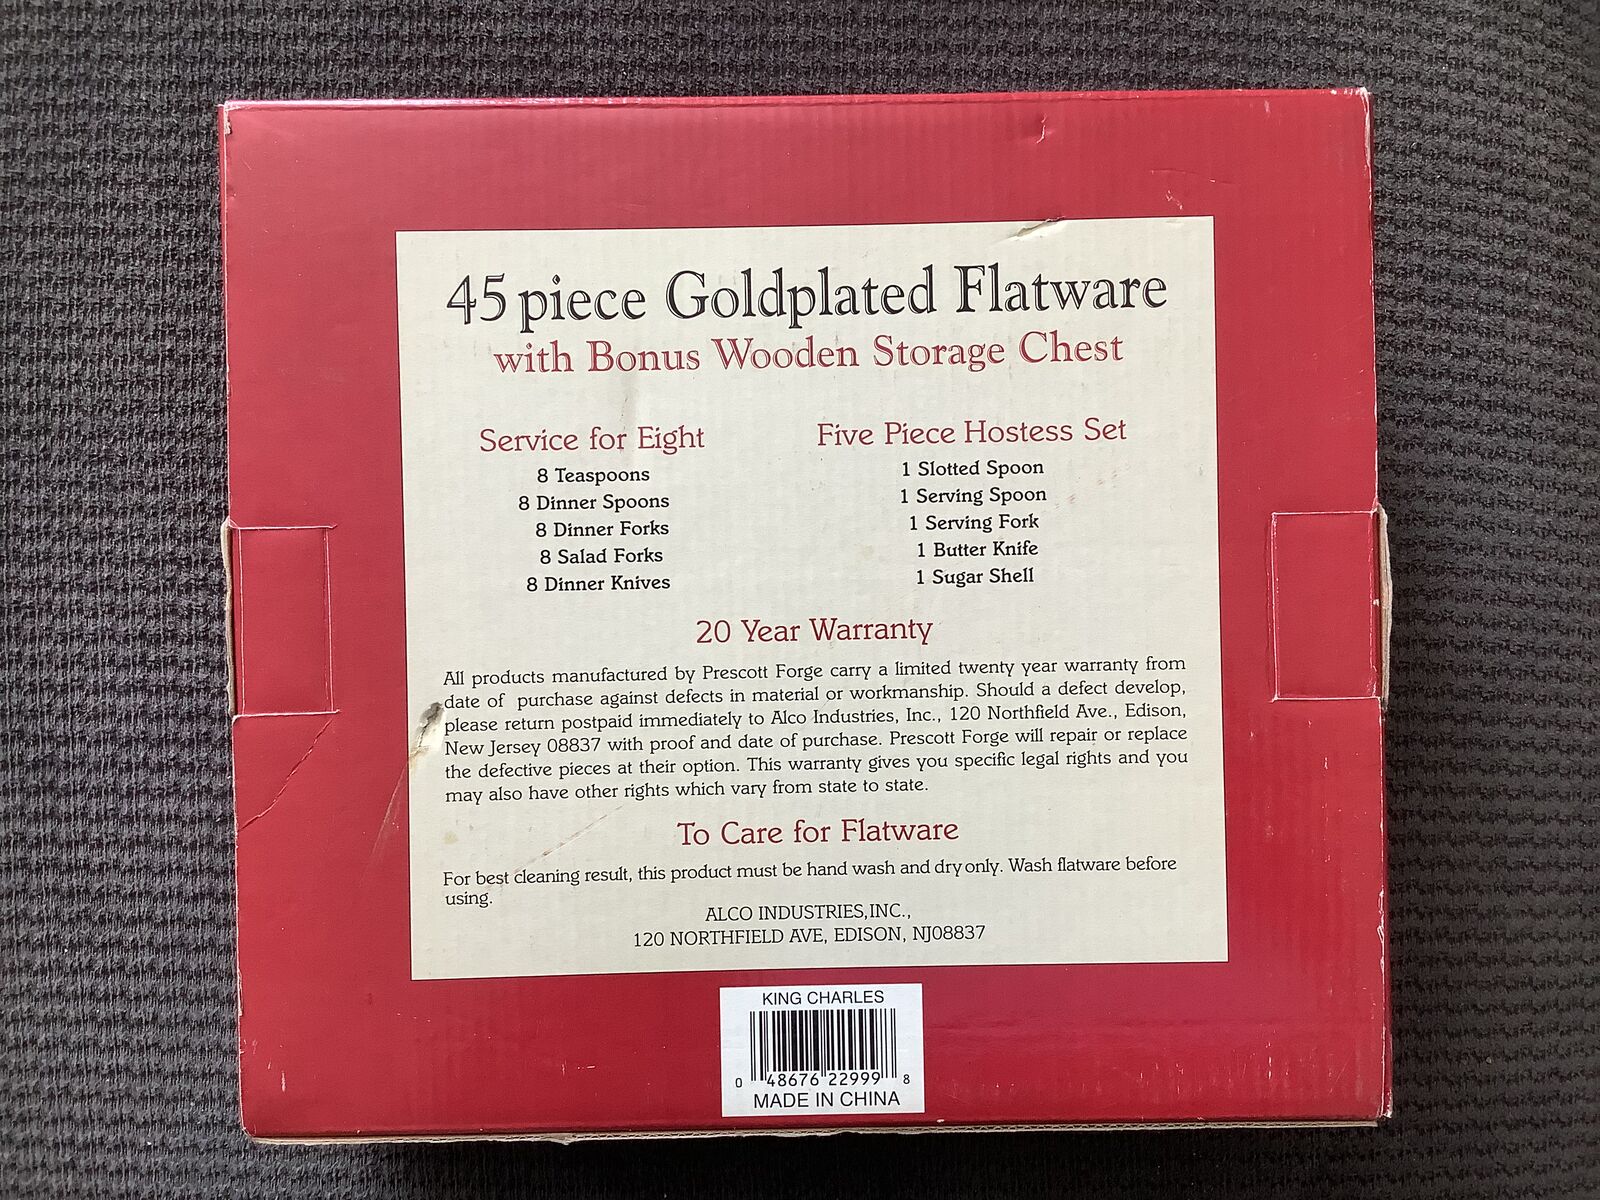 45 piece Goldplated Flatware
with Bonus Wooden Storage Chest
Service for Eight
8 Teaspoons
8 Dinner Spoons
8 Dinner Forks
8 Salad Forks
8 Dinner Knives
Five Piece Hostess Set
1 Slotted Spoon
1 Serving Spoon
1 Serving Fork
1 Butter Knife
1 Sugar Shell
20 Year Warranty
All products manufactured by Prescott Forge carry a limited twenty year warranty from
date of purchase against defects in material or workmanship. Should a defect develop,
please return postpaid immediately to Alco Industries, Inc., 120 Northfield Ave., Edison,
New Jersey 08837 with proof and date of purchase. Prescott Forge will repair or replace
the defective pieces at their option. This warranty gives you specific legal rights and you
may also have other rights which vary from state to state.
To Care for Flatware
For best cleaning result, this product must be hand wash and dry only. Wash flatware before
using.
ALCO INDUSTRIES,INC.,
120 NORTHFIELD AVE, EDISON, NJ08837
KING CHARLES
0 48676 22999 8
MADE IN CHINA